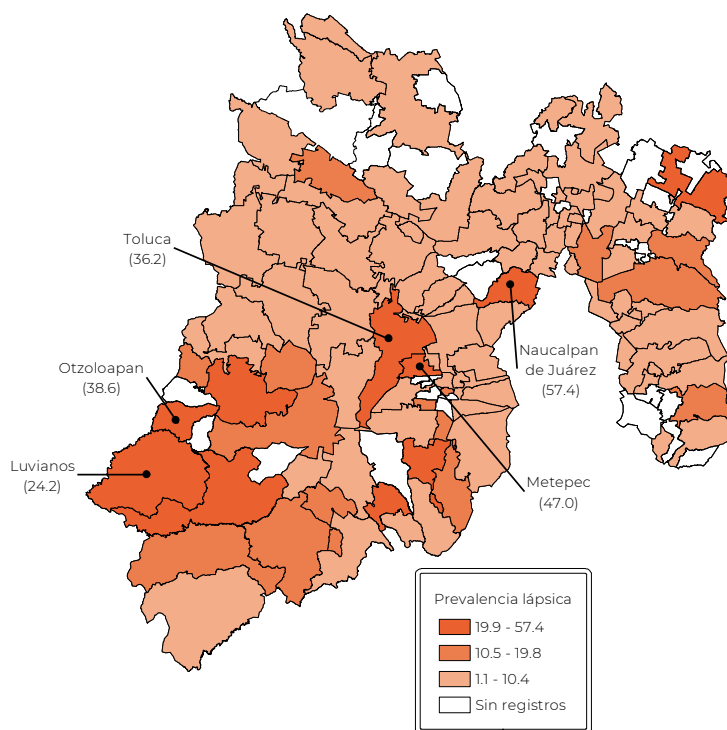 Toluca
(36.2)
Otzoloapan
(38.6)
Luvianos
(24.2)
Naucalpan
de Juárez
(57.4)
Metepec
(47.0)
Prevalencia lápsica
19.9 - 57.4
10.5 - 19.8
1.1 - 10.4
Sin registros